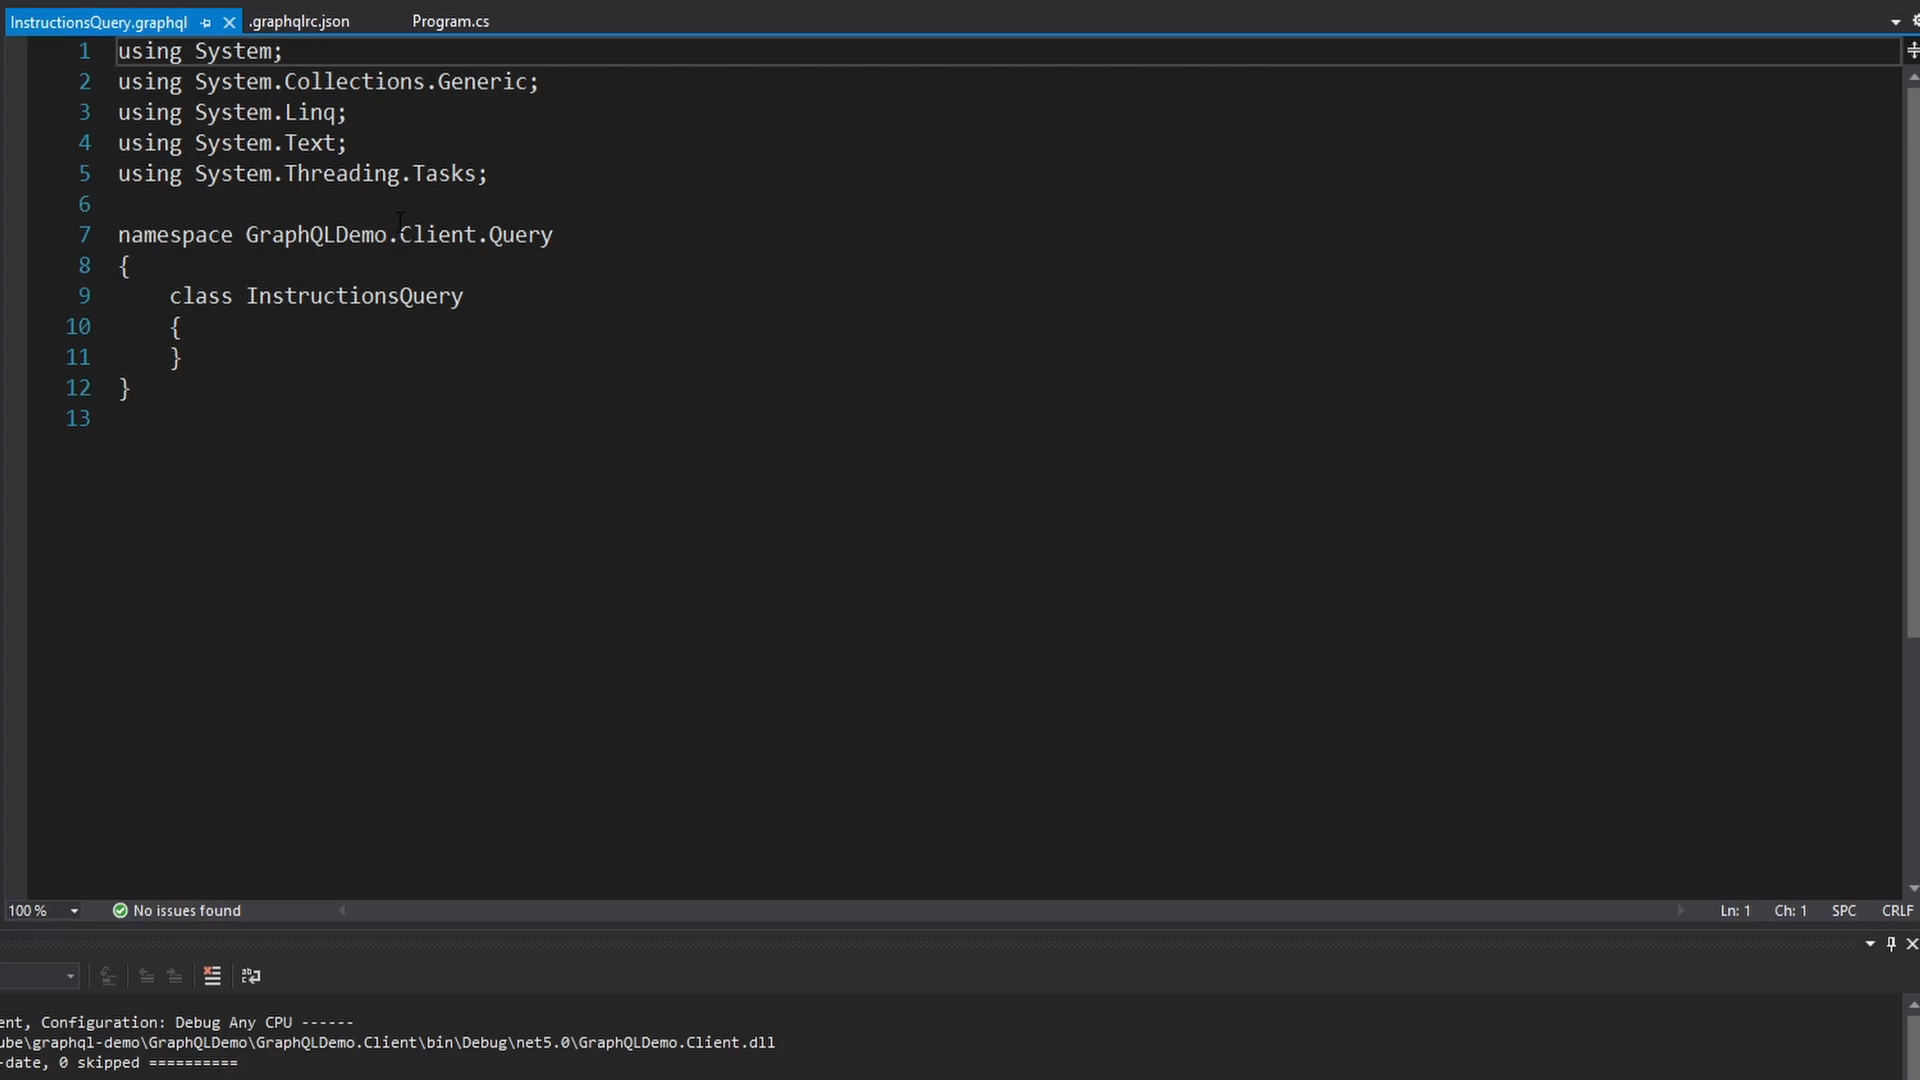 InstructionsQuery.graphql .graphqlrc.json Program.cs
1 using System;
2 using System.Collections.Generic;
3 using System.Linq;
4 using System.Text;
5 using System.Threading.Tasks;
6
7 namespace GraphQLDemo.Client.Query
8 {
9 class InstructionsQuery
10 {
11 }
12 }
13
100 % No issues found Ln: 1 Ch: 1 SPC CRLF
ent, Configuration: Debug Any CPU ------
ube\graphql-demo\GraphQLDemo\GraphQLDemo.Client\bin\Debug\net5.0\GraphQLDemo.Client.dll
-date, 0 skipped ==========